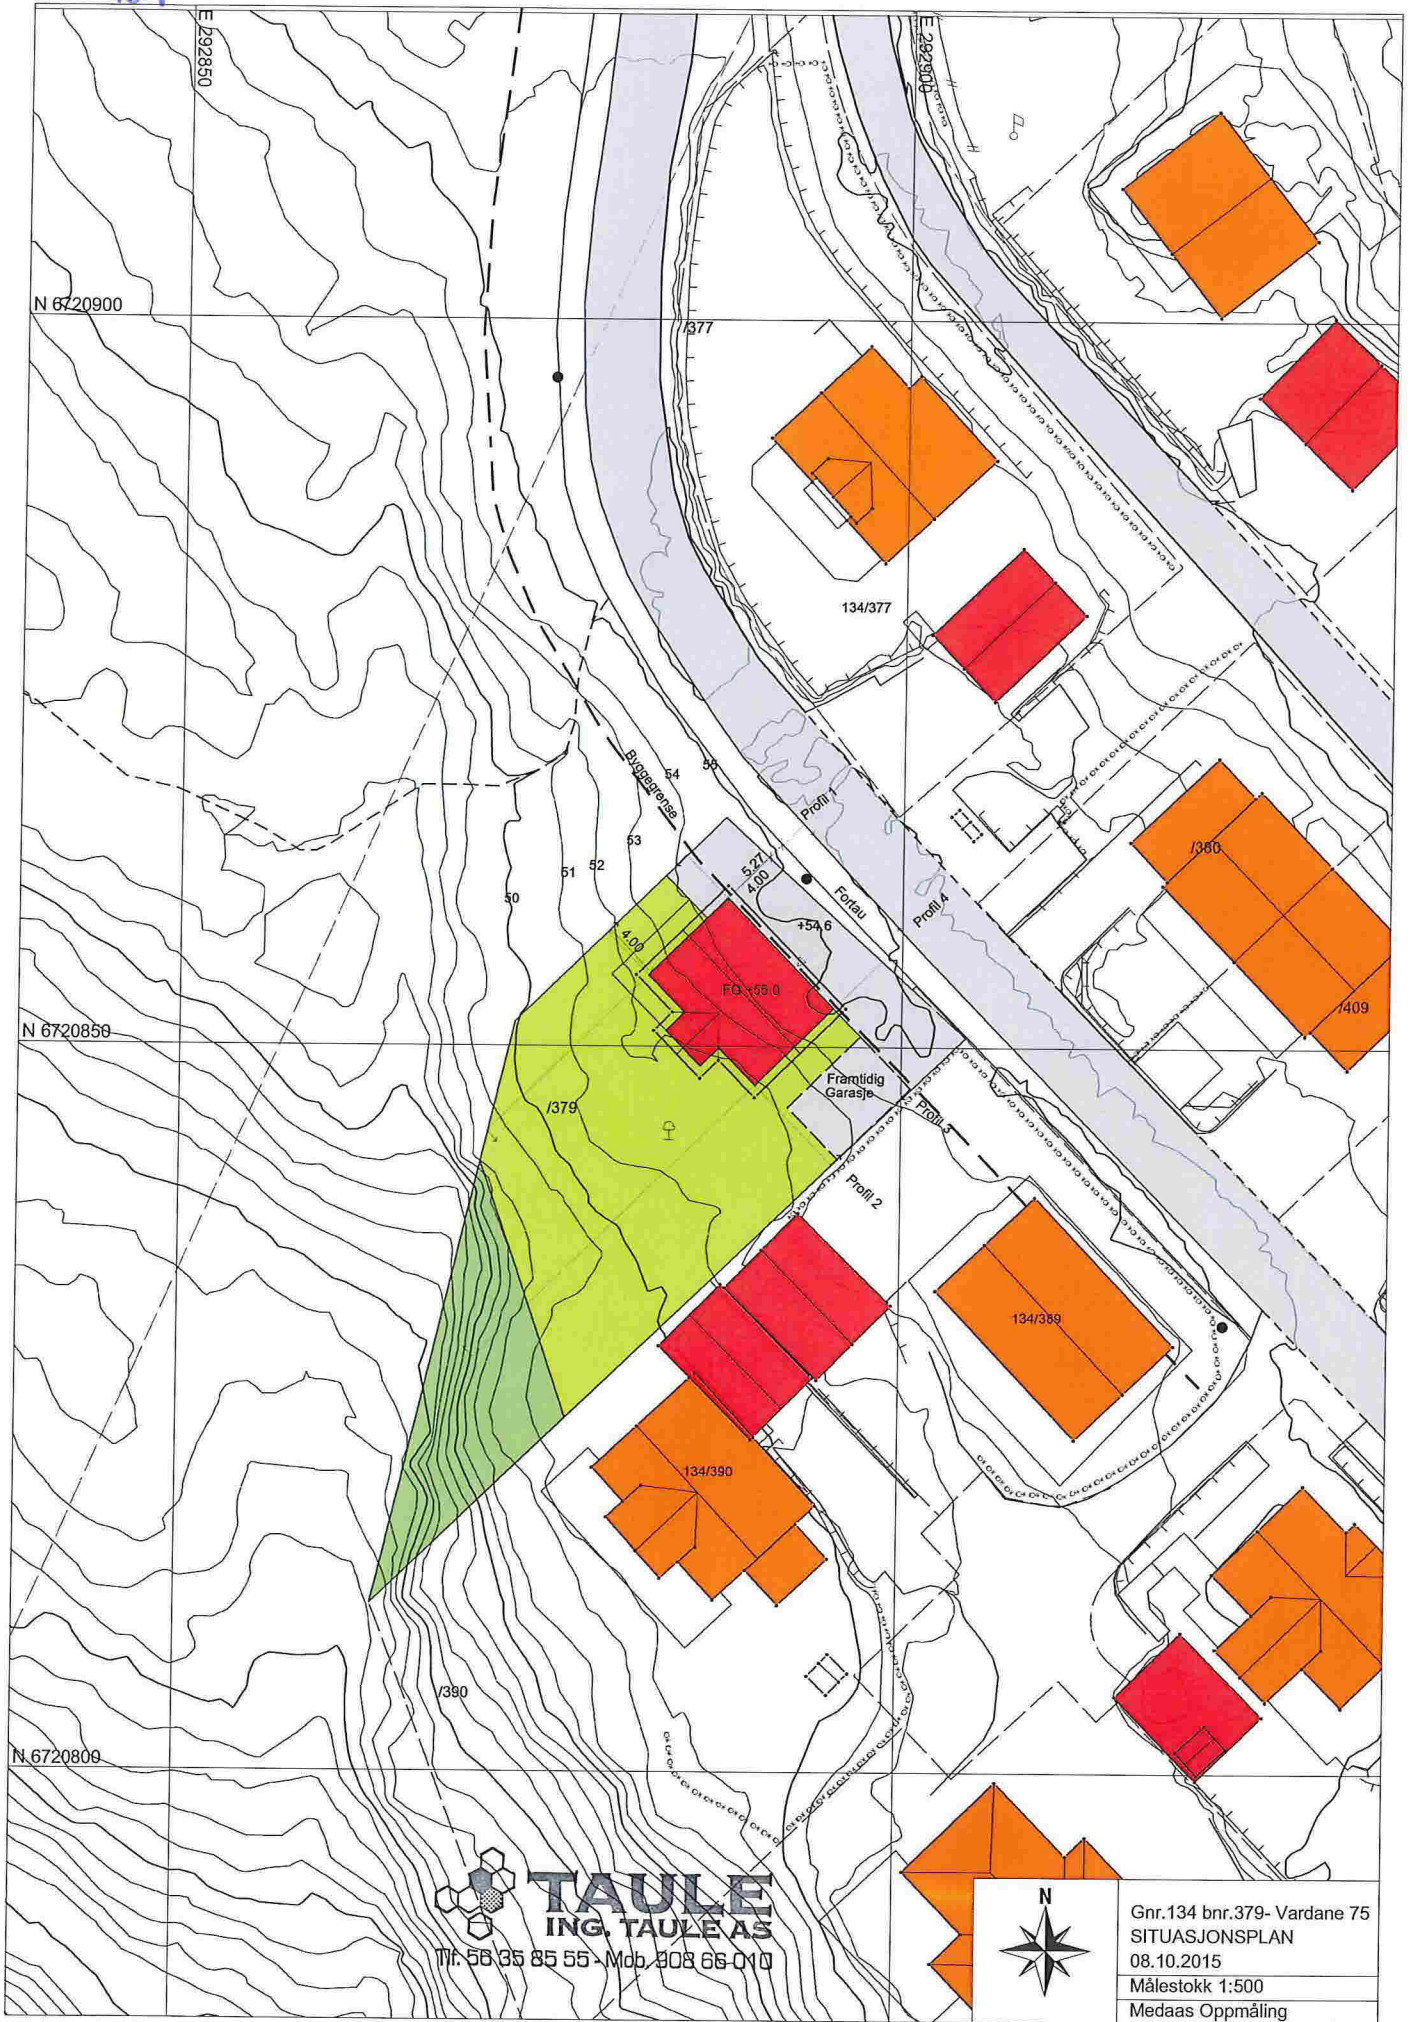 E 292850
E 292900
N 6720900
/377
134/377
Byggegrense
54
55
53
52
51
50
Profil 1
5.27
4.00
Fortau
Profil 4
+54,6
4.00
FG +55.0
/380
/409
N 6720850
/379
Framtidig
Garasje
Profil 3
Profil 2
134/389
134/390
/390
N 6720800
TAULE
ING. TAULE AS
Tlf. 56 35 85 55 - Mob. 908 66 010
N
Gnr.134 bnr.379- Vardane 75
SITUASJONSPLAN
08.10.2015
Målestokk 1:500
Medaas Oppmåling